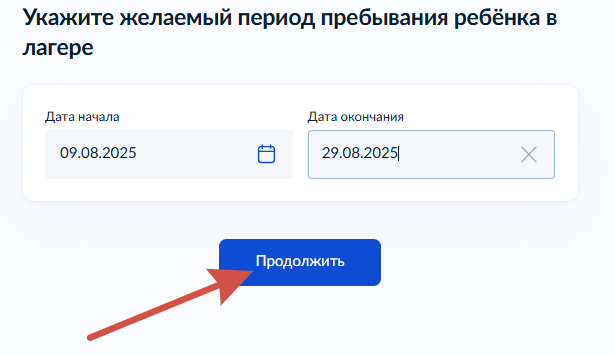 Укажите желаемый период пребывания ребёнка в
лагере
Дата начала
Дата окончания
09.08.2025
29.08.2025
Продолжить